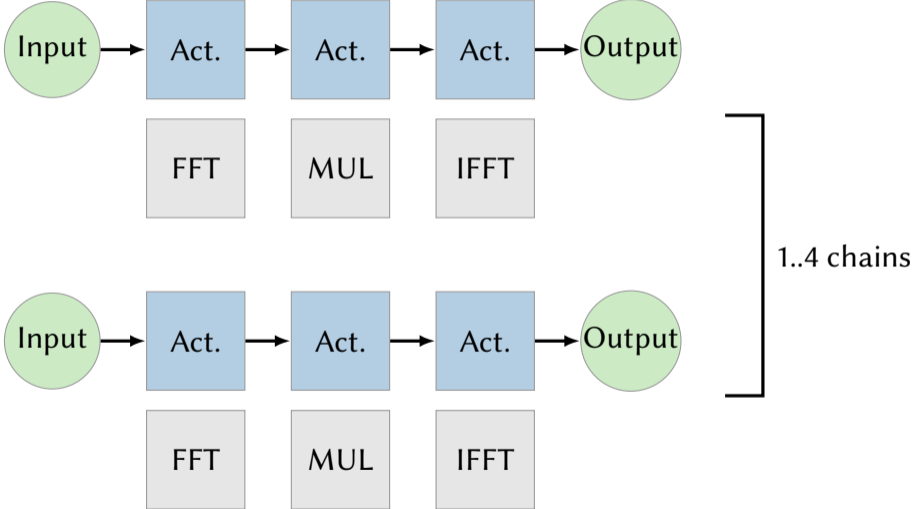 Input Act. Act. Act. Output
FFT MUL IFFT
1..4 chains
Input Act. Act. Act. Output
FFT MUL IFFT